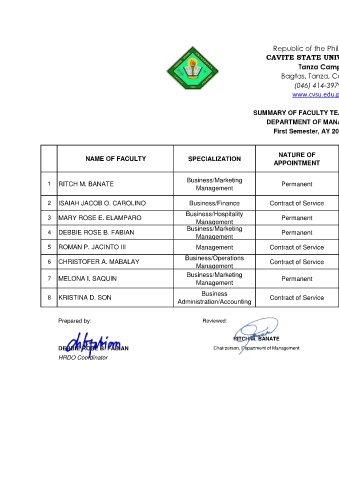 Republic of the Phil
CAVITE STATE UNIV
Tanza Camp
Bagtas, Tanza, Ca
(046) 414-397
www.cvsu.edu.p
SUMMARY OF FACULTY TEA
DEPARTMENT OF MANA
First Semester, AY 20
NAME OF FACULTY SPECIALIZATION NATURE OF APPOINTMENT
1 RITCH M. BANATE Business/Marketing Management Permanent
2 ISAIAH JACOB O. CAROLINO Business/Finance Contract of Service
3 MARY ROSE E. ELAMPARO Business/Hospitality Management Permanent
4 DEBBIE ROSE B. FABIAN Business/Marketing Management Permanent
5 ROMAN P. JACINTO III Management Contract of Service
6 CHRISTOFER A. MABALAY Business/Operations Management Contract of Service
7 MELONA I. SAQUIN Business/Marketing Management Permanent
8 KRISTINA D. SON Business Administration/Accounting Contract of Service
Prepared by: Reviewed:
DEBBIE ROSE B. FABIAN RITCH M. BANATE
HRDO Coordinator Chairperson, Department of Management